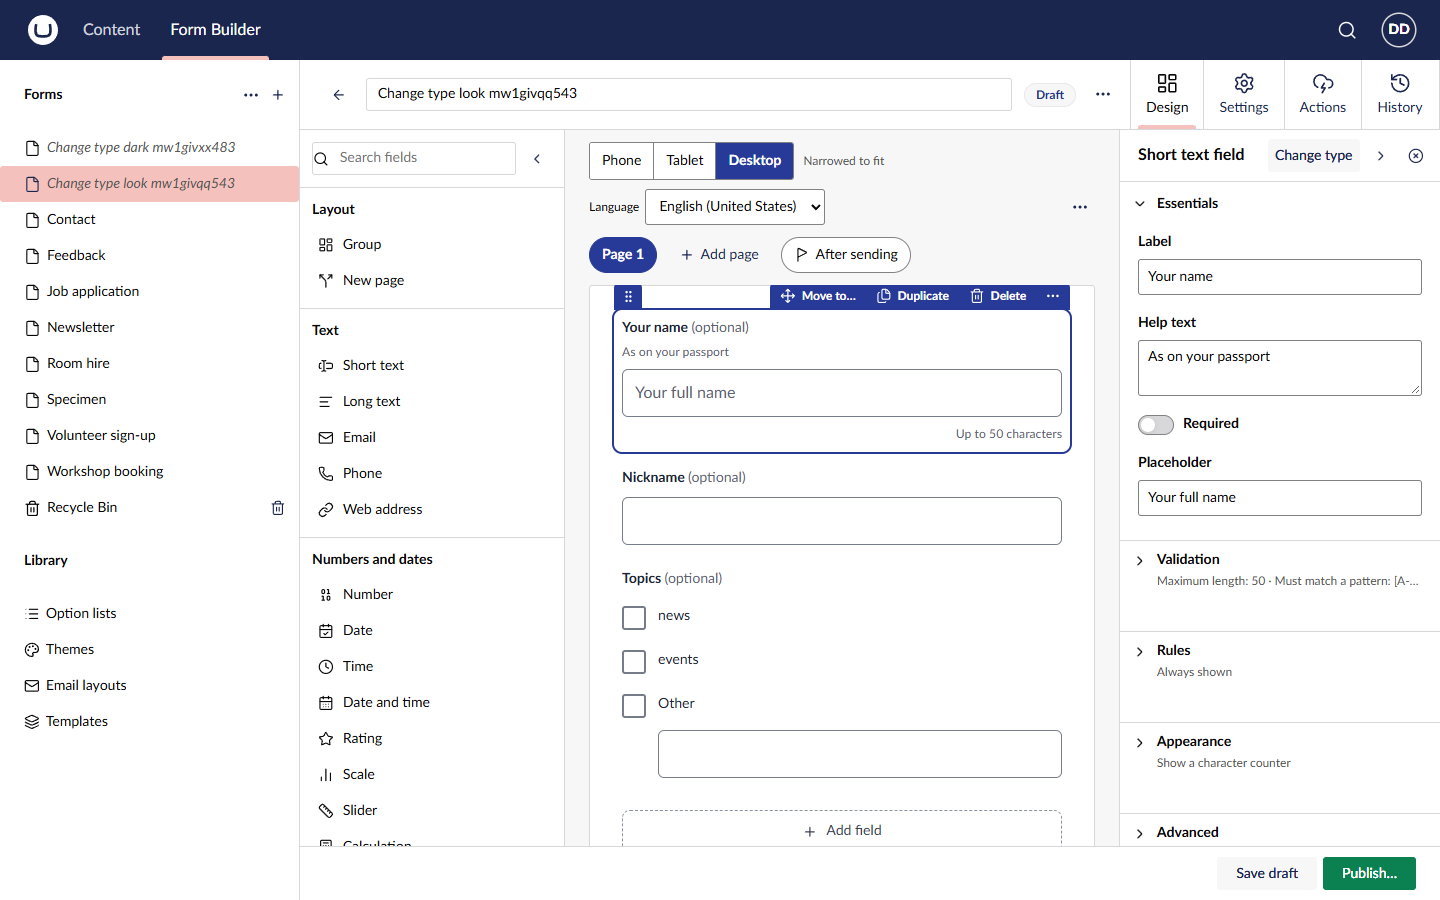 Content
Form Builder
DD
Forms
Change type dark mw1givxx483
Change type look mw1givqq543
Contact
Feedback
Job application
Newsletter
Room hire
Specimen
Volunteer sign-up
Workshop booking
Recycle Bin
Library
Option lists
Themes
Email layouts
Templates
Change type look mw1givqq543
Draft
Design
Settings
Actions
History
Search fields
Layout
Group
New page
Text
Short text
Long text
Email
Phone
Web address
Numbers and dates
Number
Date
Time
Date and time
Rating
Scale
Slider
Calculation
Phone
Tablet
Desktop
Narrowed to fit
Language
English (United States)
Page 1
Add page
After sending
Move to...
Duplicate
Delete
Your name (optional)
As on your passport
Your full name
Up to 50 characters
Nickname (optional)
Topics (optional)
news
events
Other
Add field
Short text field
Change type
Essentials
Label
Your name
Help text
As on your passport
Required
Placeholder
Your full name
Validation
Maximum length: 50 · Must match a pattern: [A-...
Rules
Always shown
Appearance
Show a character counter
Advanced
Save draft
Publish...